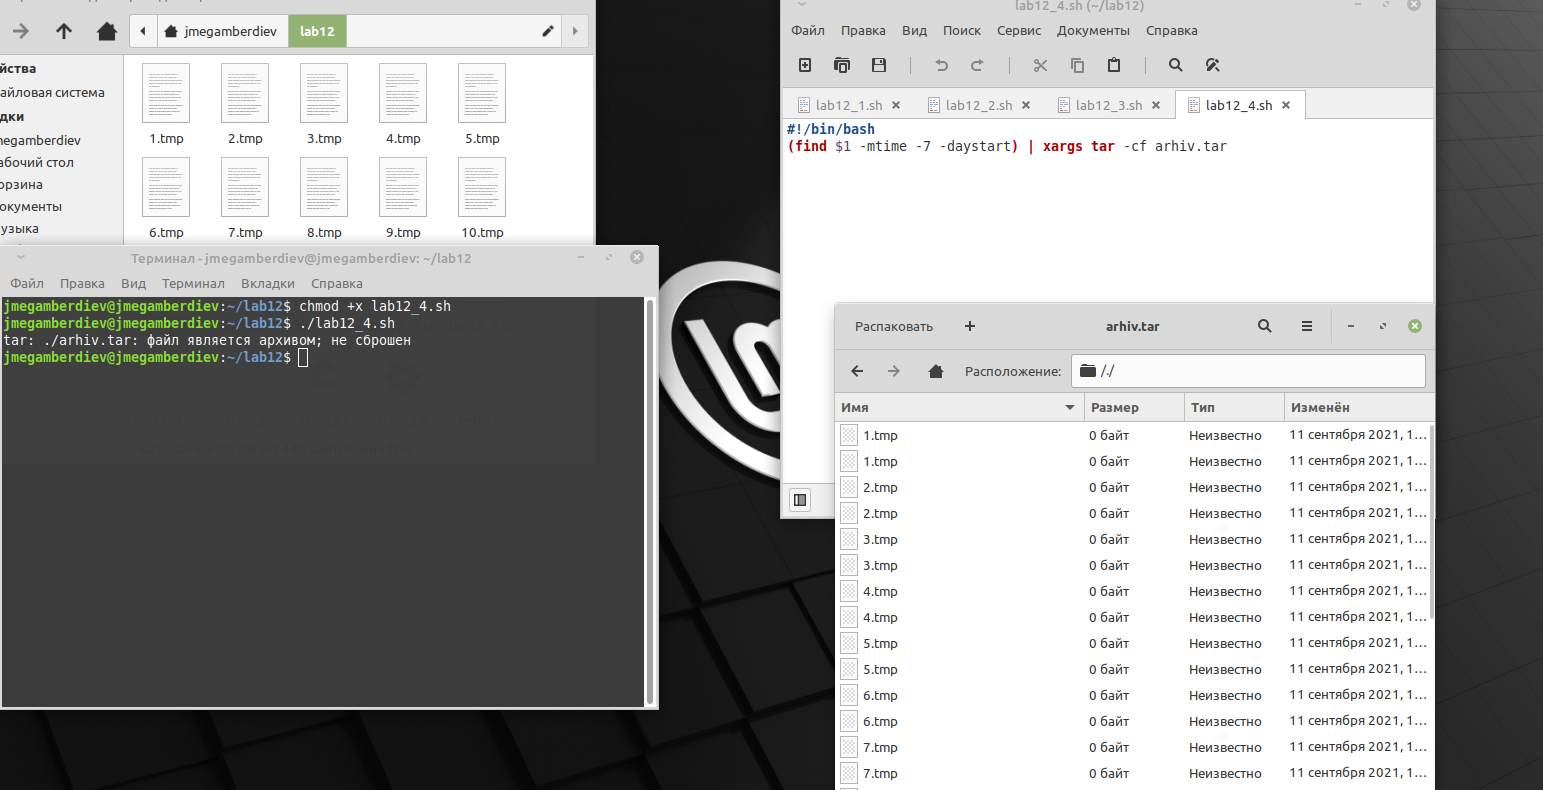 jmegamberdiev
lab12
йства
айловая система
дки
megamberdiev
абочий стол
орзина
окументы
узыка
1.tmp
2.tmp
3.tmp
4.tmp
5.tmp
6.tmp
7.tmp
8.tmp
9.tmp
10.tmp
Терминал - jmegamberdiev@jmegamberdiev: ~/lab12
Файл Правка Вид Терминал Вкладки Справка
jmegamberdiev@jmegamberdiev:~/lab12$ chmod +x lab12_4.sh
jmegamberdiev@jmegamberdiev:~/lab12$ ./lab12_4.sh
tar: ./arhiv.tar: файл является архивом; не сброшен
jmegamberdiev@jmegamberdiev:~/lab12$
lab12_4.sh (~/lab12)
Файл Правка Вид Поиск Сервис Документы Справка
lab12_1.sh
lab12_2.sh
lab12_3.sh
lab12_4.sh
#!/bin/bash
(find $1 -mtime -7 -daystart) | xargs tar -cf arhiv.tar
Распаковать
arhiv.tar
Расположение:
/./
Имя Размер Тип Изменён
1.tmp 0 байт Неизвестно 11 сентября 2021, 1…
1.tmp 0 байт Неизвестно 11 сентября 2021, 1…
2.tmp 0 байт Неизвестно 11 сентября 2021, 1…
2.tmp 0 байт Неизвестно 11 сентября 2021, 1…
3.tmp 0 байт Неизвестно 11 сентября 2021, 1…
3.tmp 0 байт Неизвестно 11 сентября 2021, 1…
4.tmp 0 байт Неизвестно 11 сентября 2021, 1…
4.tmp 0 байт Неизвестно 11 сентября 2021, 1…
5.tmp 0 байт Неизвестно 11 сентября 2021, 1…
5.tmp 0 байт Неизвестно 11 сентября 2021, 1…
6.tmp 0 байт Неизвестно 11 сентября 2021, 1…
6.tmp 0 байт Неизвестно 11 сентября 2021, 1…
7.tmp 0 байт Неизвестно 11 сентября 2021, 1…
7.tmp 0 байт Неизвестно 11 сентября 2021, 1…